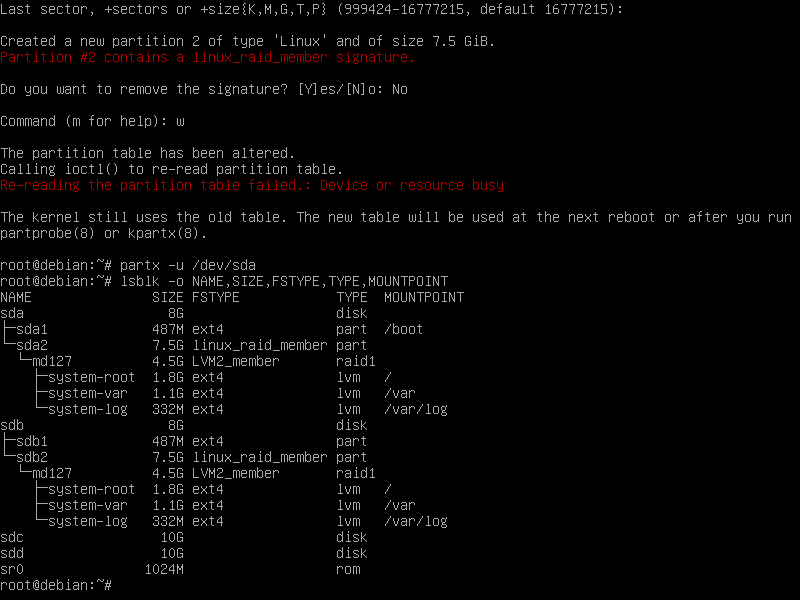 Last sector, +sectors or +size{K,M,G,T,P} (999424-16777215, default 16777215):
Created a new partition 2 of type 'Linux' and of size 7.5 GiB.
Partition #2 contains a linux_raid_member signature.
Do you want to remove the signature? [Y]es/[N]o: No
Command (m for help): w
The partition table has been altered.
Calling ioctl() to re-read partition table.
Re-reading the partition table failed.: Device or resource busy
The kernel still uses the old table. The new table will be used at the next reboot or after you run
partprobe(8) or kpartx(8).
root@debian:~# partx -u /dev/sda
root@debian:~# lsblk -o NAME,SIZE,FSTYPE,TYPE,MOUNTPOINT
NAME                SIZE FSTYPE            TYPE  MOUNTPOINT
sda                   8G                   disk
├─sda1              487M ext4              part  /boot
└─sda2              7.5G linux_raid_member part
  └─md127           4.5G LVM2_member       raid1
    ├─system-root   1.8G ext4              lvm   /
    ├─system-var    1.1G ext4              lvm   /var
    └─system-log    332M ext4              lvm   /var/log
sdb                   8G                   disk
├─sdb1              487M ext4              part
└─sdb2              7.5G linux_raid_member part
  └─md127           4.5G LVM2_member       raid1
    ├─system-root   1.8G ext4              lvm   /
    ├─system-var    1.1G ext4              lvm   /var
    └─system-log    332M ext4              lvm   /var/log
sdc                  10G                   disk
sdd                  10G                   disk
sr0                1024M                   rom
root@debian:~#